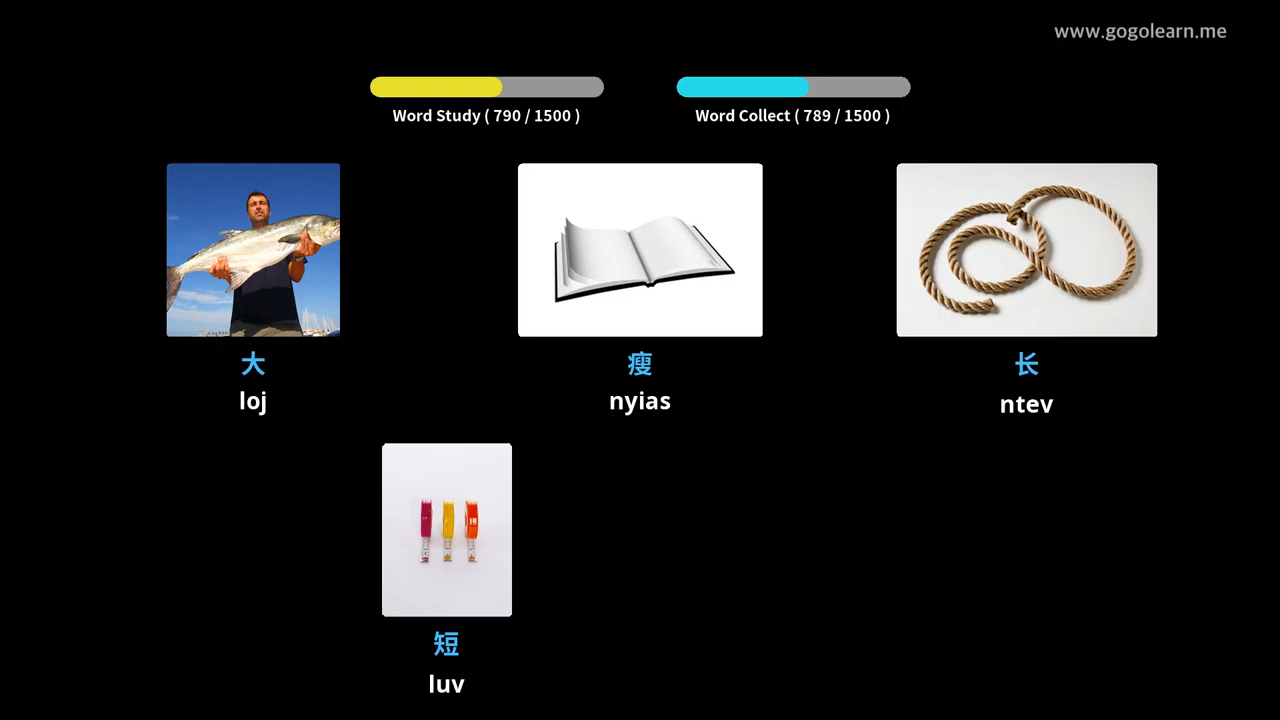 www.gogolearn.me
Word Study ( 790 / 1500 )
Word Collect ( 789 / 1500 )
大
loj
瘦
nyias
长
ntev
短
luv